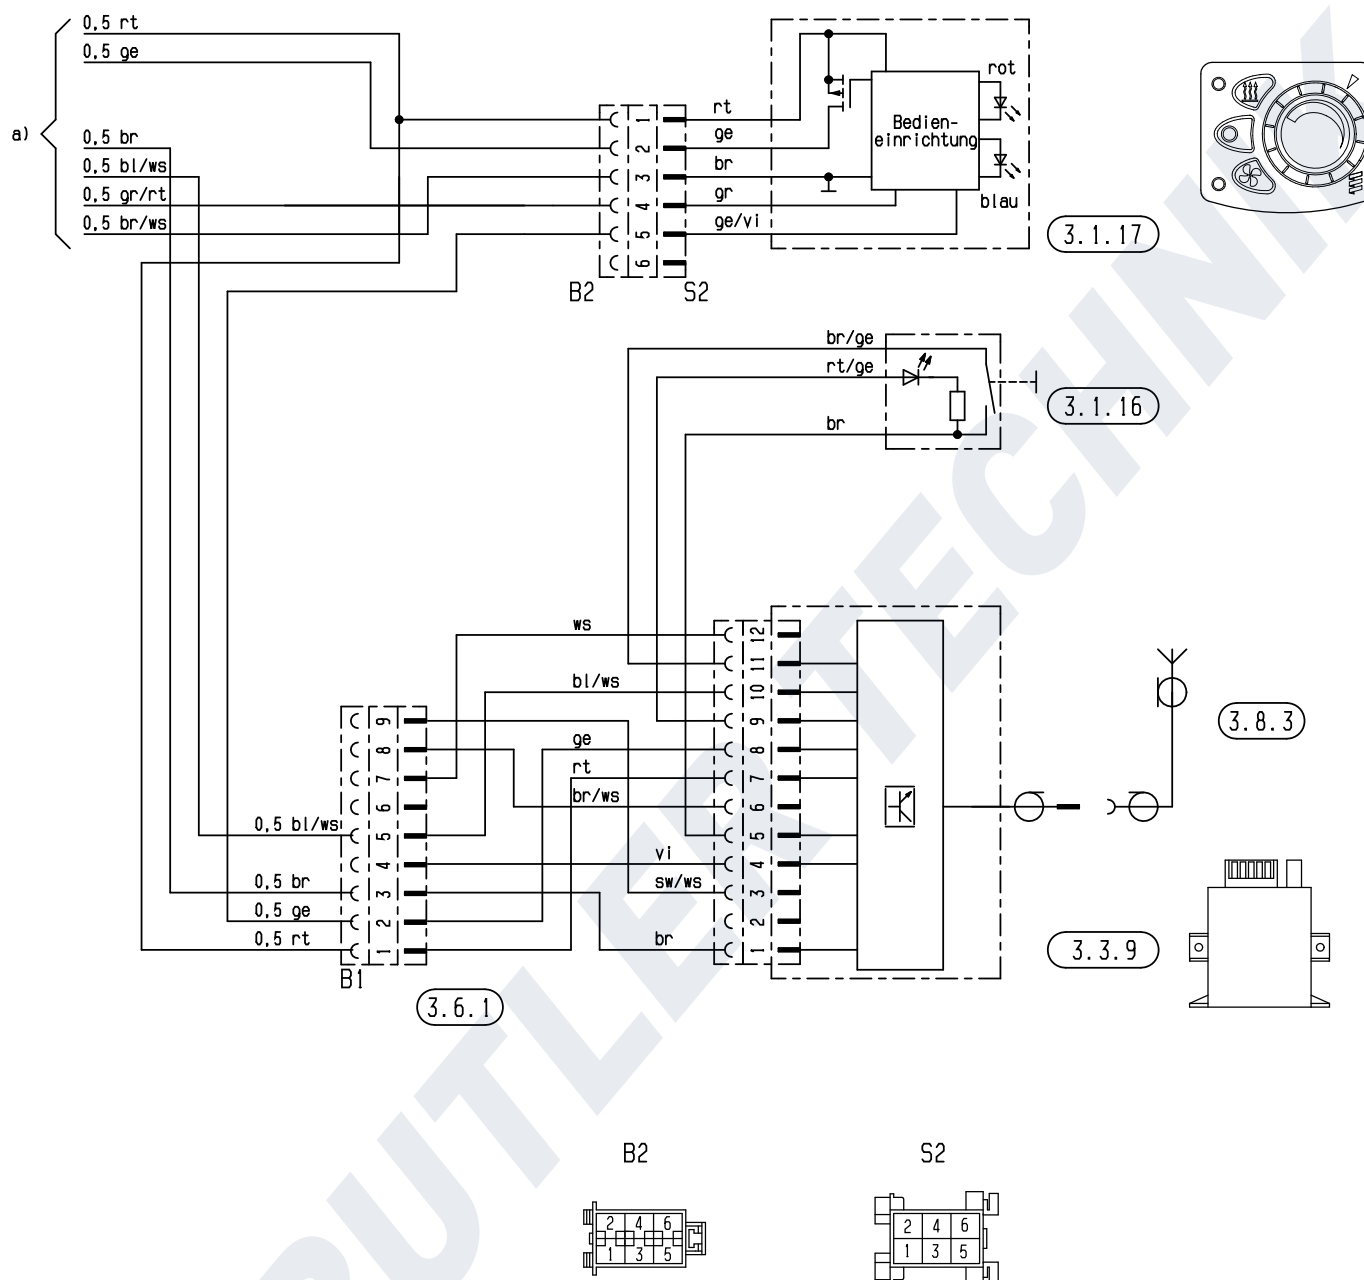 0,5 rt
0,5 ge
a)
0,5 br
0,5 bl/ws
0,5 gr/rt
0,5 br/ws
1
2
3
4
5
6
B2
S2
rt
ge
br
gr
ge/vi
Bedien-
einrichtung
rot
blau
3.1.17
br/ge
rt/ge
br
3.1.16
ws
bl/ws
ge
rt
br/ws
vi
sw/ws
br
12
11
10
9
8
7
6
5
4
3
2
1
9
8
7
6
5
4
3
2
1
0,5 bl/ws
0,5 br
0,5 ge
0,5 rt
B1
3.6.1
3.8.3
3.3.9
B2
2 4 6
1 3 5
S2
2 4 6
1 3 5
BUTLER TECHNIK